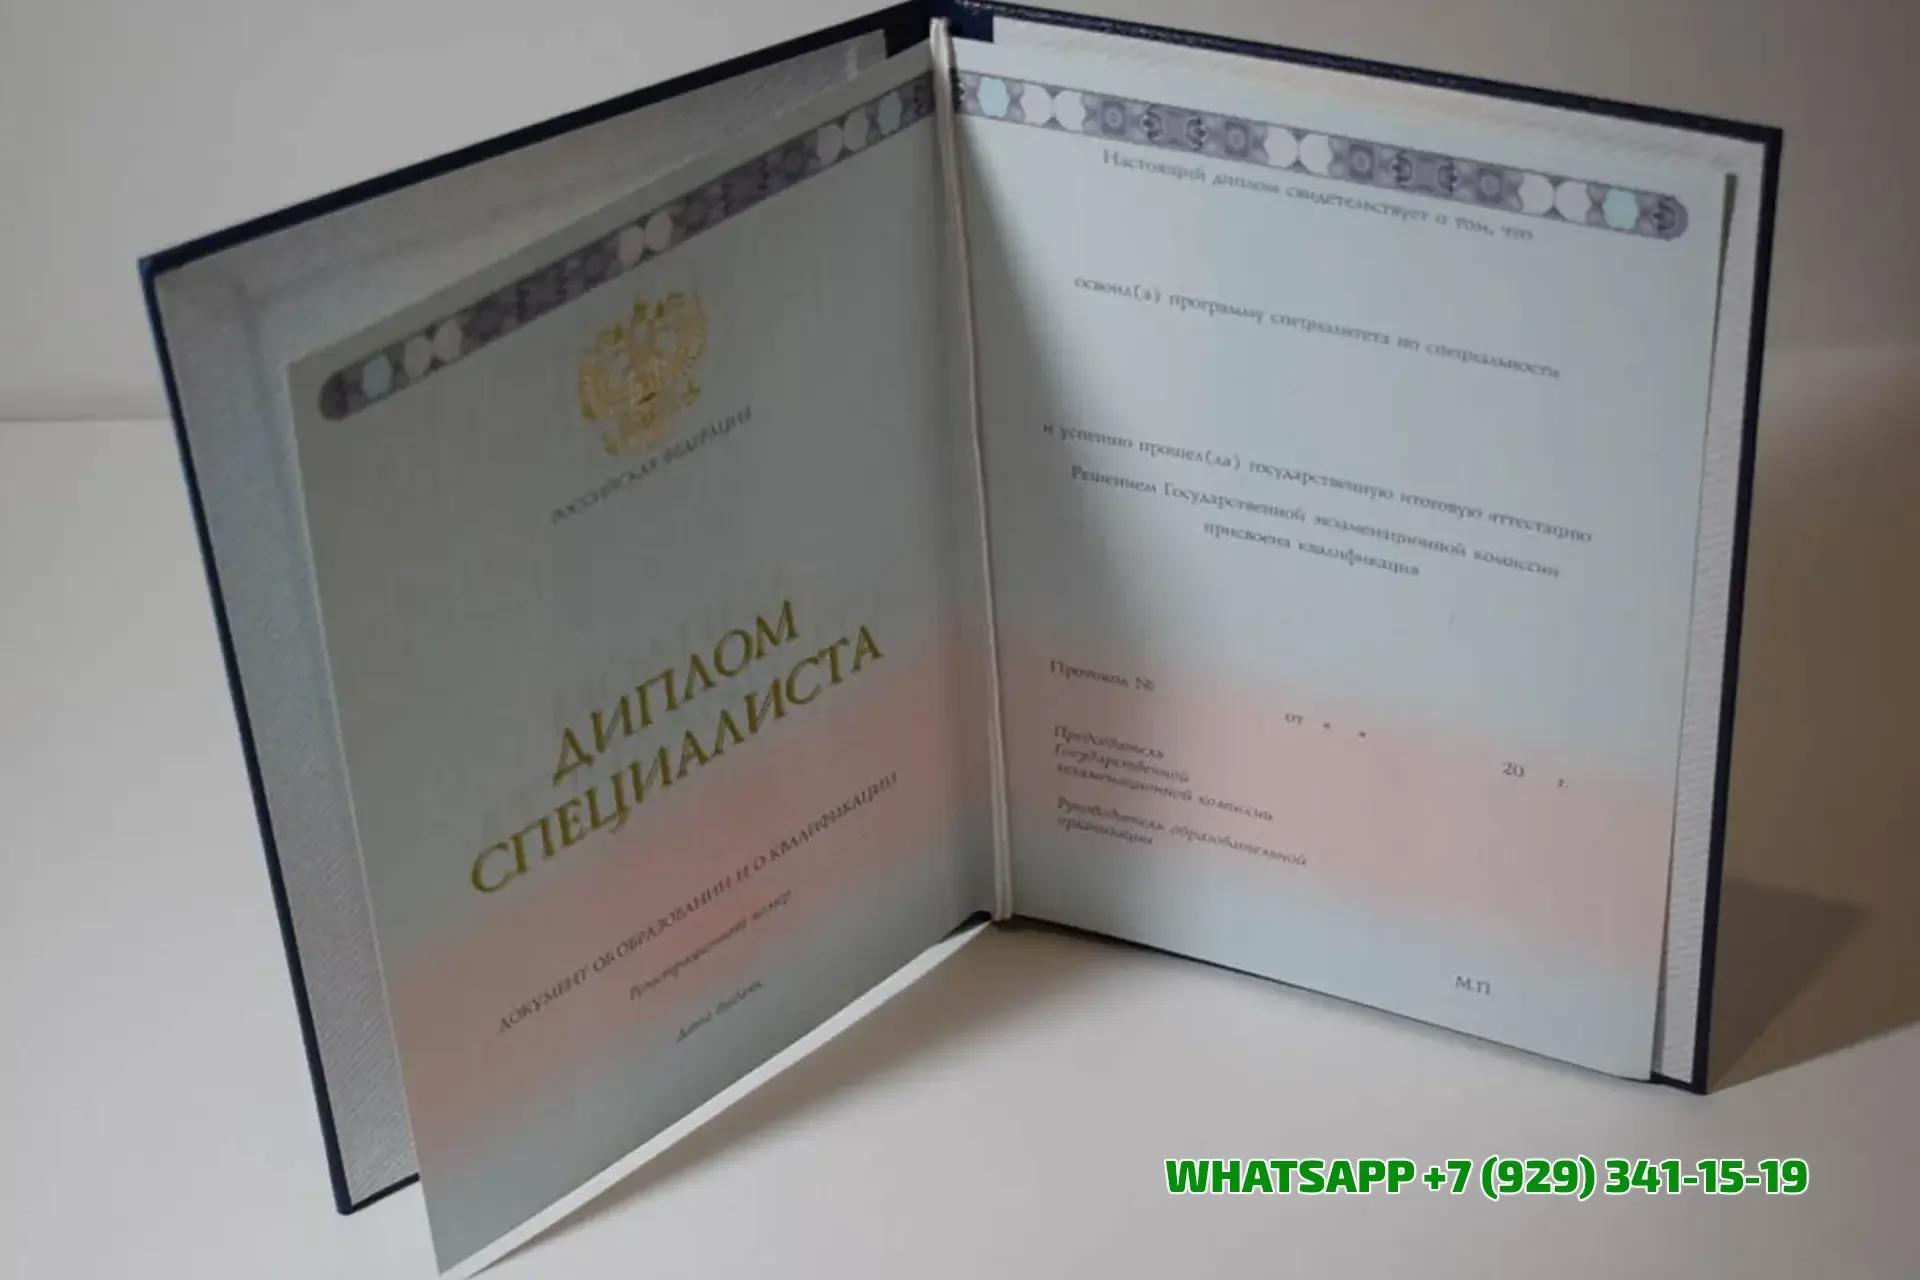 РОССИЙСКАЯ ФЕДЕРАЦИЯ
ДИПЛОМ
СПЕЦИАЛИСТА
ДОКУМЕНТ ОБ ОБРАЗОВАНИИ И О КВАЛИФИКАЦИИ
Регистрационный номер
Дата выдачи
Настоящий диплом свидетельствует о том, что
освоил(а) программу специалитета по специальности
и успешно прошел(ла) государственную итоговую аттестацию
Решением Государственной экзаменационной комиссии
присвоена квалификация
Протокол №
от « »
20 г.
Председатель
Государственной
экзаменационной комиссии
Руководитель образовательной
организации
М.П.
WHATSAPP +7 (929) 341-15-19